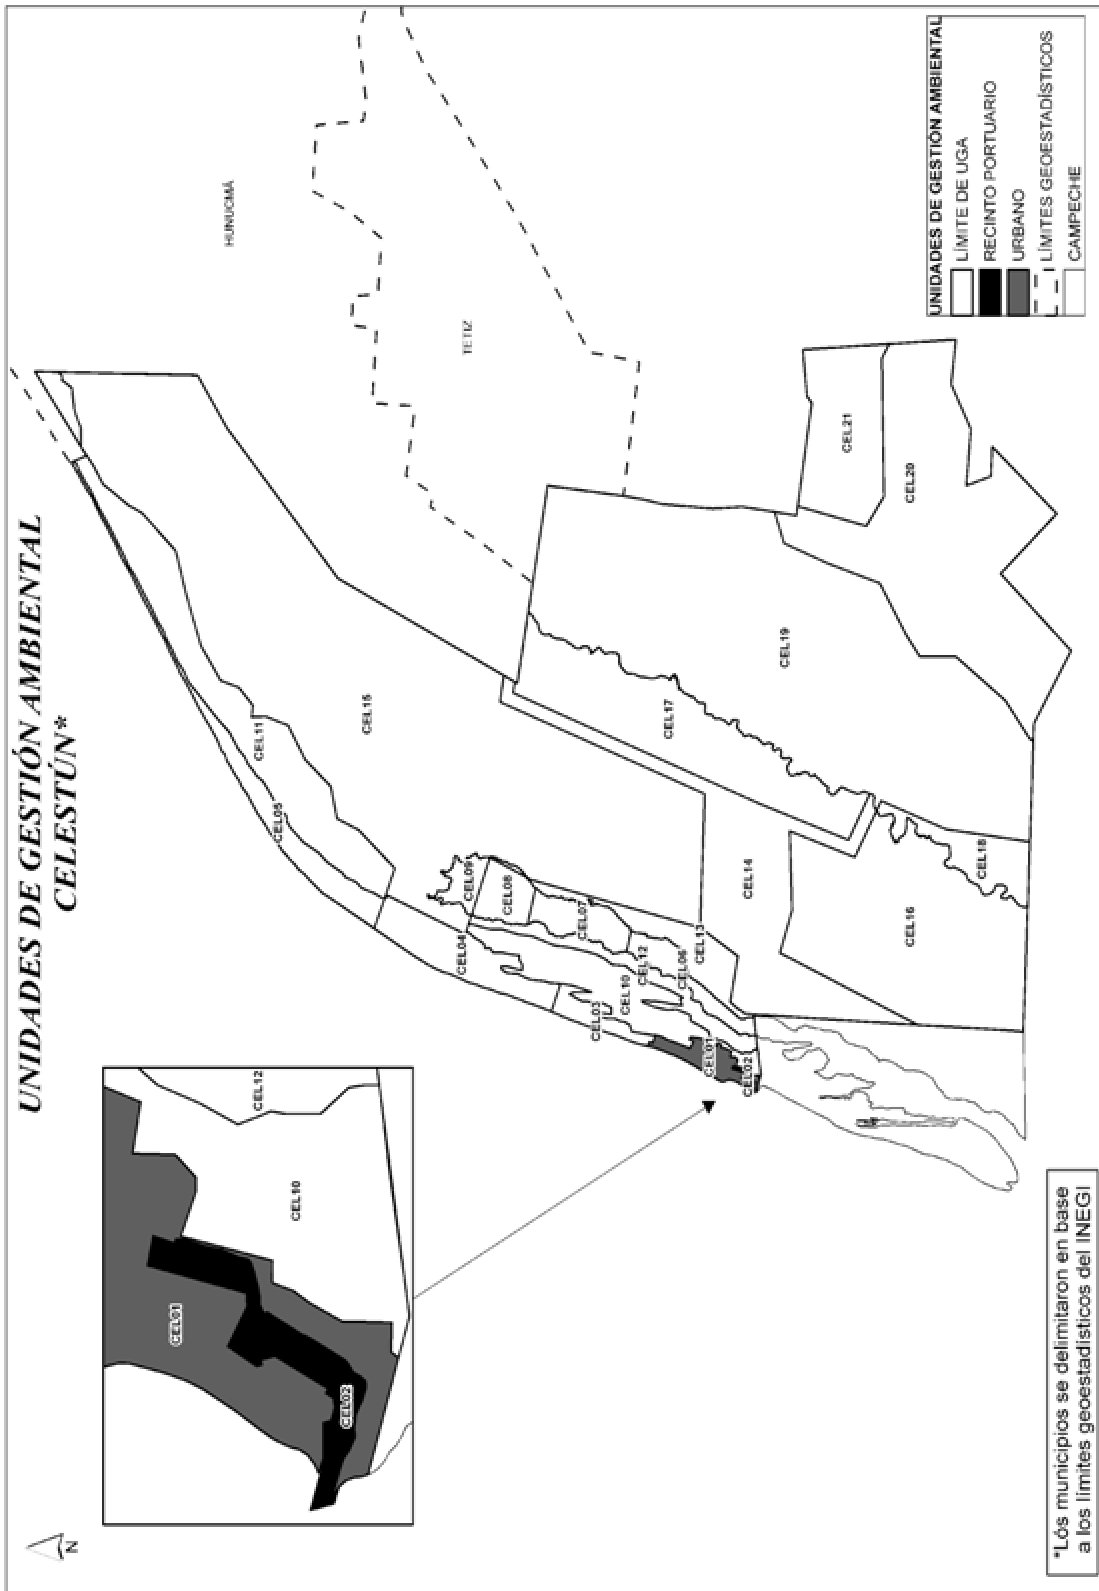 UNIDADES DE GESTIÓN AMBIENTAL
CELESTÚN*
N
CEL12
CEL10
CEL01
CEL02
HUNUCMÁ
TETIZ
CEL05
CEL11
CEL15
CEL04
CEL09
CEL08
CEL07
CEL03
CEL10
CEL12
CEL06
CEL13
CEL01
CEL02
CEL14
CEL17
CEL19
CEL21
CEL20
CEL16
CEL18
UNIDADES DE GESTIÓN AMBIENTAL
LÍMITE DE UGA
RECINTO PORTUARIO
URBANO
LÍMITES GEOESTADÍSTICOS
CAMPECHE
*Lós municipios se delimitaron en base
a los límites geoestadísticos del INEGI